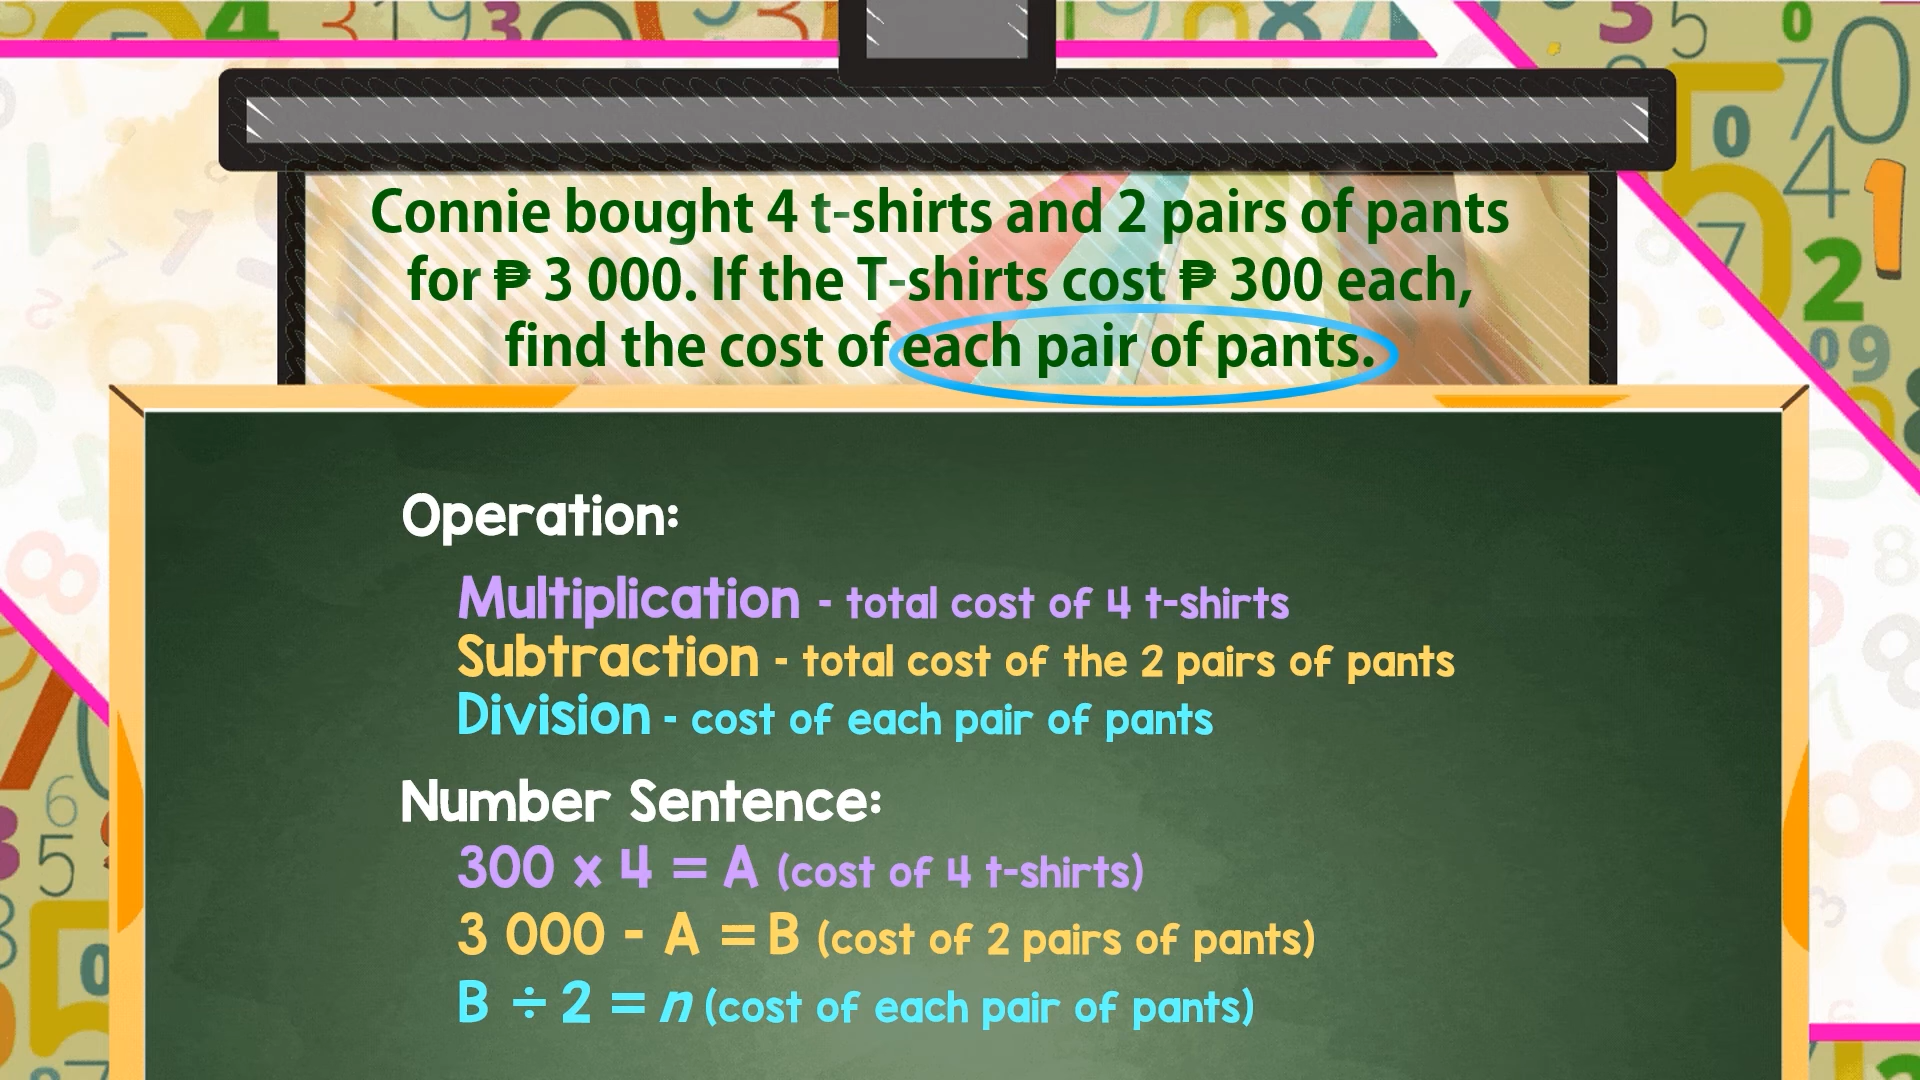 Connie bought 4 t-shirts and 2 pairs of pants
for ₱ 3 000. If the T-shirts cost ₱ 300 each,
find the cost of each pair of pants.
Operation:
Multiplication - total cost of 4 t-shirts
Subtraction - total cost of the 2 pairs of pants
Division - cost of each pair of pants
Number Sentence:
300 x 4 = A (cost of 4 t-shirts)
3 000 - A = B (cost of 2 pairs of pants)
B ÷ 2 = n (cost of each pair of pants)